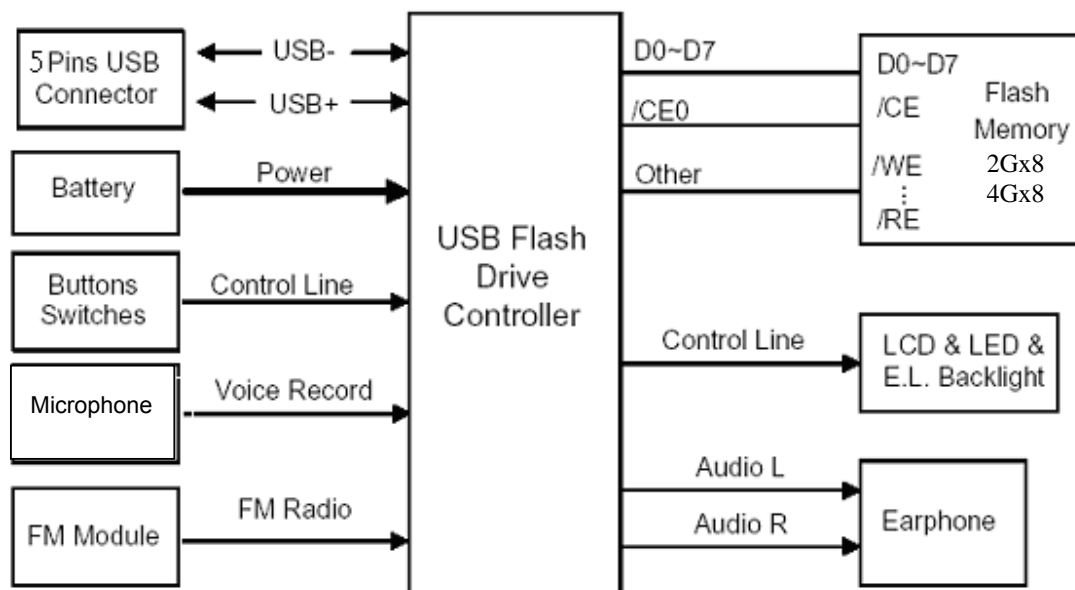 5 Pins USB
Connector
USB-
USB+
Battery
Power
Buttons
Switches
Control Line
Microphone
Voice Record
FM Module
FM Radio
USB Flash
Drive
Controller
D0~D7
/CE0
Other
D0~D7
/CE
/WE
/RE
Flash
Memory
2Gx8
4Gx8
Control Line
LCD & LED &
E.L. Backlight
Audio L
Audio R
Earphone